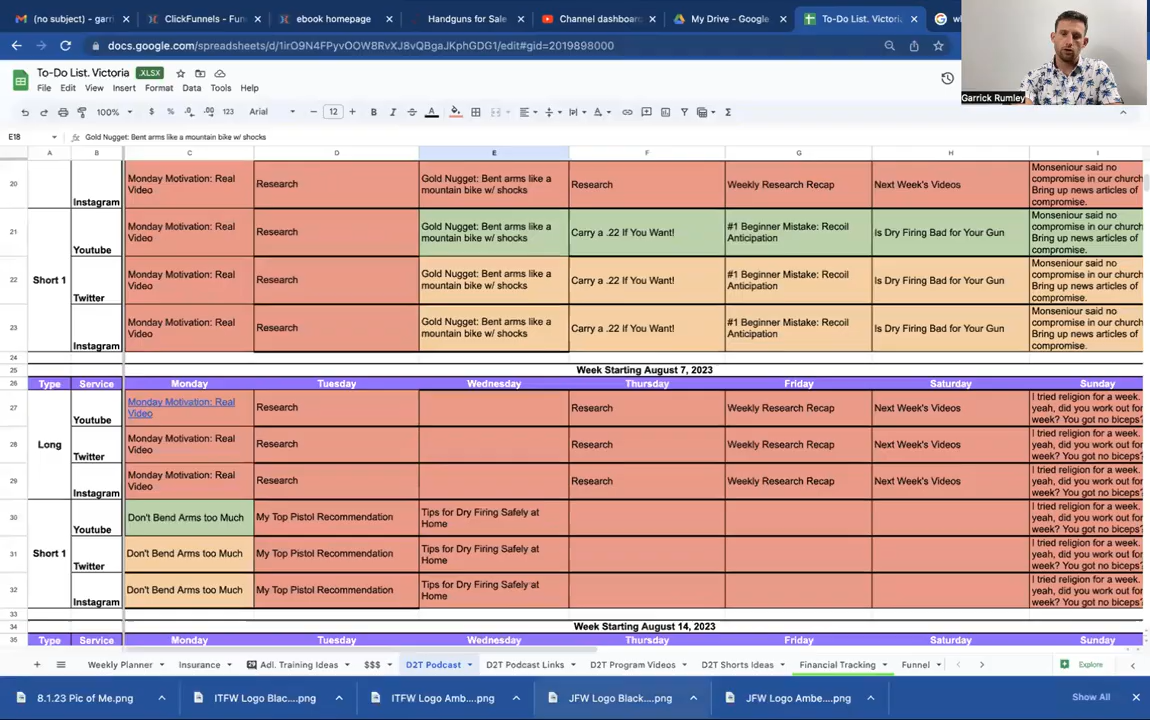 (no subject) - garri
ClickFunnels - Fun
ebook homepage
Handguns for Sale
Channel dashboard
My Drive - Google
To-Do List. Victoria
docs.google.com/spreadsheets/d/1irO9N4FPyvOOW8RvXJ8vQBgaJKphGDG1/edit#gid=2019898000
To-Do List. Victoria .XLSX
File Edit View Insert Format Data Tools Help
100% $ % .0 .00 123 Arial 12 B I A
E18 Gold Nugget: Bent arms like a mountain bike w/ shocks
A B C D E F G H I
20 Instagram
Monday Motivation: Real
Video
Research
Gold Nugget: Bent arms like a
mountain bike w/ shocks
Research
Weekly Research Recap
Next Week's Videos
Monseniour said no
compromise in our church
Bring up news articles of
compromise.
Short 1
21 Youtube
Monday Motivation: Real
Video
Research
Gold Nugget: Bent arms like a
mountain bike w/ shocks
Carry a .22 If You Want!
#1 Beginner Mistake: Recoil
Anticipation
Is Dry Firing Bad for Your Gun
Monseniour said no
compromise in our church
Bring up news articles of
compromise.
22 Twitter
Monday Motivation: Real
Video
Research
Gold Nugget: Bent arms like a
mountain bike w/ shocks
Carry a .22 If You Want!
#1 Beginner Mistake: Recoil
Anticipation
Is Dry Firing Bad for Your Gun
Monseniour said no
compromise in our church
Bring up news articles of
compromise.
23 Instagram
Monday Motivation: Real
Video
Research
Gold Nugget: Bent arms like a
mountain bike w/ shocks
Carry a .22 If You Want!
#1 Beginner Mistake: Recoil
Anticipation
Is Dry Firing Bad for Your Gun
Monseniour said no
compromise in our church
Bring up news articles of
compromise.
24
25 Week Starting August 7, 2023
26 Type Service Monday Tuesday Wednesday Thursday Friday Saturday Sunday
Long
27 Youtube
Monday Motivation: Real
Video
Research
Research
Weekly Research Recap
Next Week's Videos
I tried religion for a week.
yeah, did you work out for
week? You got no biceps?
28 Twitter
Monday Motivation: Real
Video
Research
Research
Weekly Research Recap
Next Week's Videos
I tried religion for a week.
yeah, did you work out for
week? You got no biceps?
29 Instagram
Monday Motivation: Real
Video
Research
Research
Weekly Research Recap
Next Week's Videos
I tried religion for a week.
yeah, did you work out for
week? You got no biceps?
Short 1
30 Youtube
Don't Bend Arms too Much
My Top Pistol Recommendation
Tips for Dry Firing Safely at
Home
I tried religion for a week.
yeah, did you work out for
week? You got no biceps?
31 Twitter
Don't Bend Arms too Much
My Top Pistol Recommendation
Tips for Dry Firing Safely at
Home
I tried religion for a week.
yeah, did you work out for
week? You got no biceps?
32 Instagram
Don't Bend Arms too Much
My Top Pistol Recommendation
Tips for Dry Firing Safely at
Home
I tried religion for a week.
yeah, did you work out for
week? You got no biceps?
33
34 Week Starting August 14, 2023
35 Type Service Monday Tuesday Wednesday Thursday Friday Saturday Sunday
Weekly Planner Insurance Adl. Training Ideas $$$ D2T Podcast D2T Podcast Links D2T Program Videos D2T Shorts Ideas Financial Tracking Funnel Explore
8.1.23 Pic of Me.png
ITFW Logo Blac....png
ITFW Logo Amb....png
JFW Logo Black....png
JFW Logo Ambe....png
Show All
Garrick Rumley